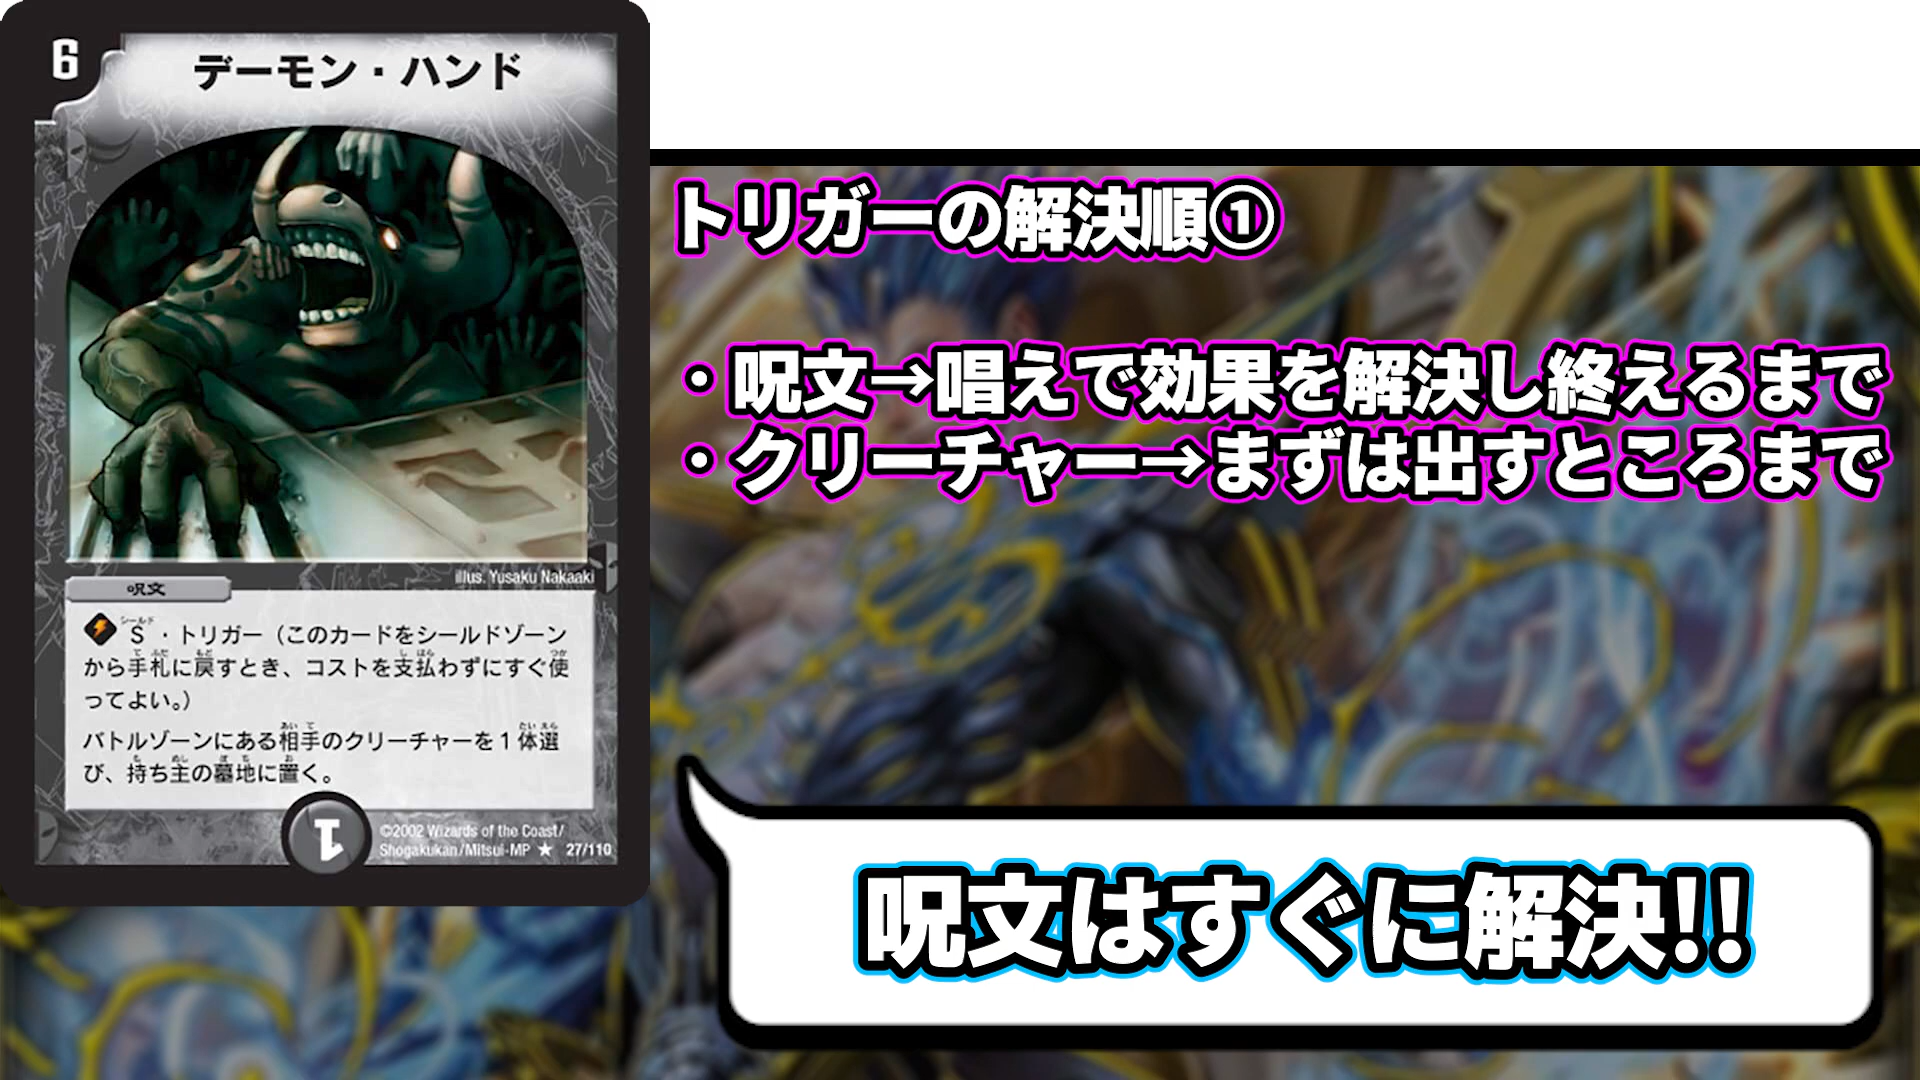 6
デーモン・ハンド
illus. Yusaku Nakaaki
呪文
S・トリガー（このカードをシールドゾーン
から手札に戻すとき、コストを支払わずにすぐ使
ってよい。）
バトルゾーンにある相手のクリーチャーを1体選
び、持ち主の墓地に置く。
1
©2002 Wizards of the Coast/
Shogakukan/Mitsui-MP ★ 27/110
トリガーの解決順①
・呪文→唱えて効果を解決し終えるまで
・クリーチャー→まずは出すところまで
呪文はすぐに解決!!